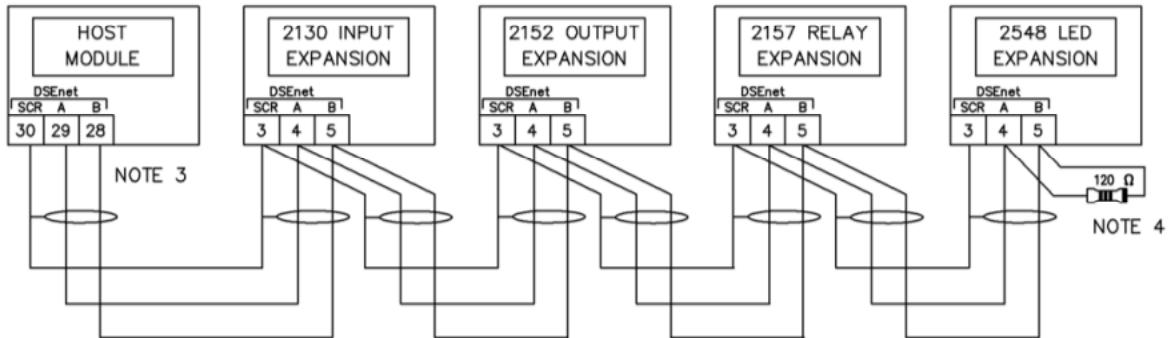 HOST
MODULE
DSEnet
SCR A B
30 29 28
NOTE 3
2130 INPUT
EXPANSION
DSEnet
SCR A B
3 4 5
2152 OUTPUT
EXPANSION
DSEnet
SCR A B
3 4 5
2157 RELAY
EXPANSION
DSEnet
SCR A B
3 4 5
2548 LED
EXPANSION
DSEnet
SCR A B
3 4 5
120 Ω
NOTE 4